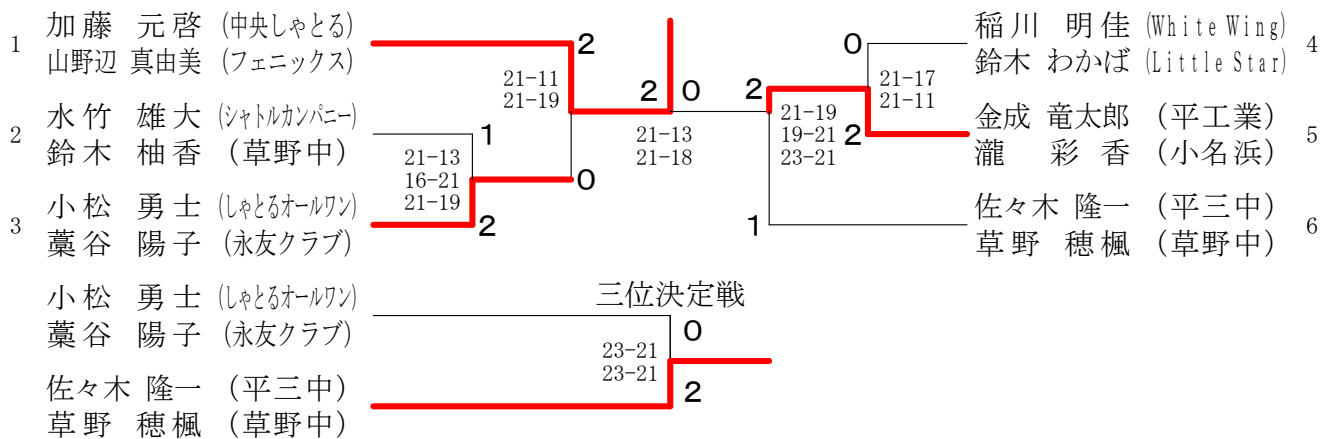 1
加藤 元啓 (中央しゃとる)
山野辺 真由美 (フェニックス)
2
水竹 雄大 (シャトルカンパニー)
鈴木 柚香 (草野中)
3
小松 勇士 (しゃとるオールワン)
藁谷 陽子 (永友クラブ)
2
21-11
21-19
1
21-13
16-21
21-19
0
2
2
0
21-13
21-18
2
21-19
19-21
23-21
1
0
21-17
21-11
2
稲川 明佳 (White Wing)
鈴木 わかば (Little Star)
4
金成 竜太郎 (平工業)
瀧 彩香 (小名浜)
5
佐々木 隆一 (平三中)
草野 穂楓 (草野中)
6
三位決定戦
小松 勇士 (しゃとるオールワン)
藁谷 陽子 (永友クラブ)
0
23-21
23-21
2
佐々木 隆一 (平三中)
草野 穂楓 (草野中)